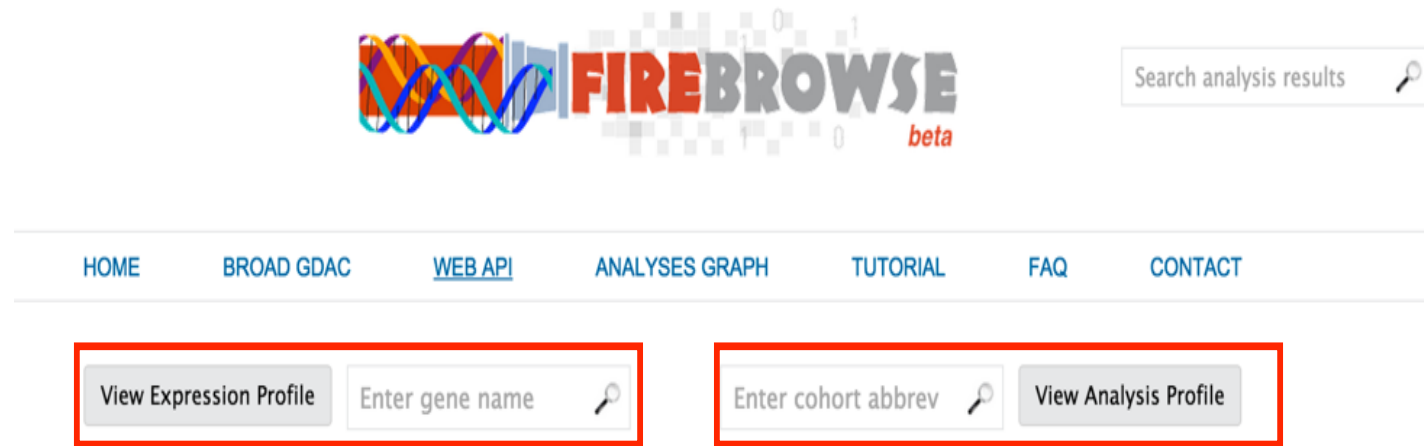 FIREBROWSE
beta
Search analysis results
HOME BROAD GDAC WEB API ANALYSES GRAPH TUTORIAL FAQ CONTACT
View Expression Profile Enter gene name Enter cohort abbrev View Analysis Profile